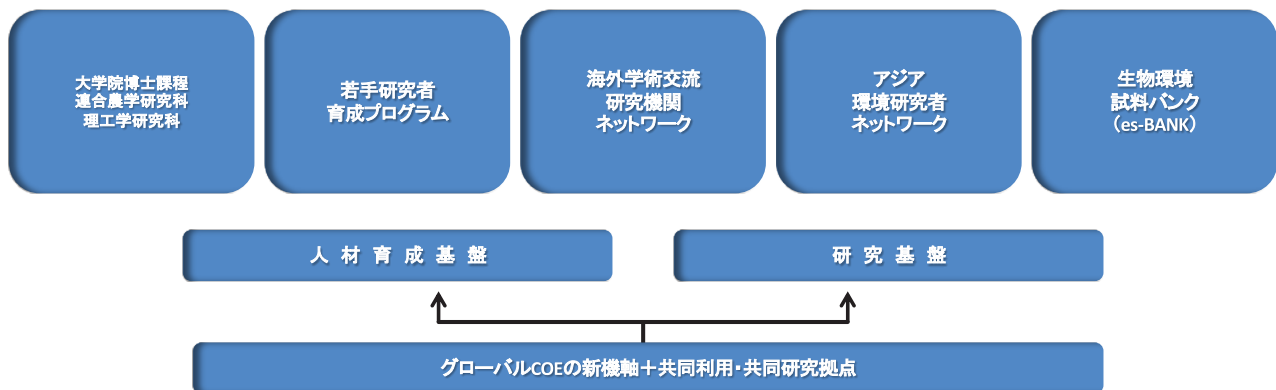 大学院博士課程
連合農学研究科
理工学研究科
若手研究者
育成プログラム
海外学術交流
研究機関
ネットワーク
アジア
環境研究者
ネットワーク
生物環境
試料バンク
（es-BANK）
人材育成基盤
研究基盤
グローバルCOEの新機軸＋共同利用・共同研究拠点